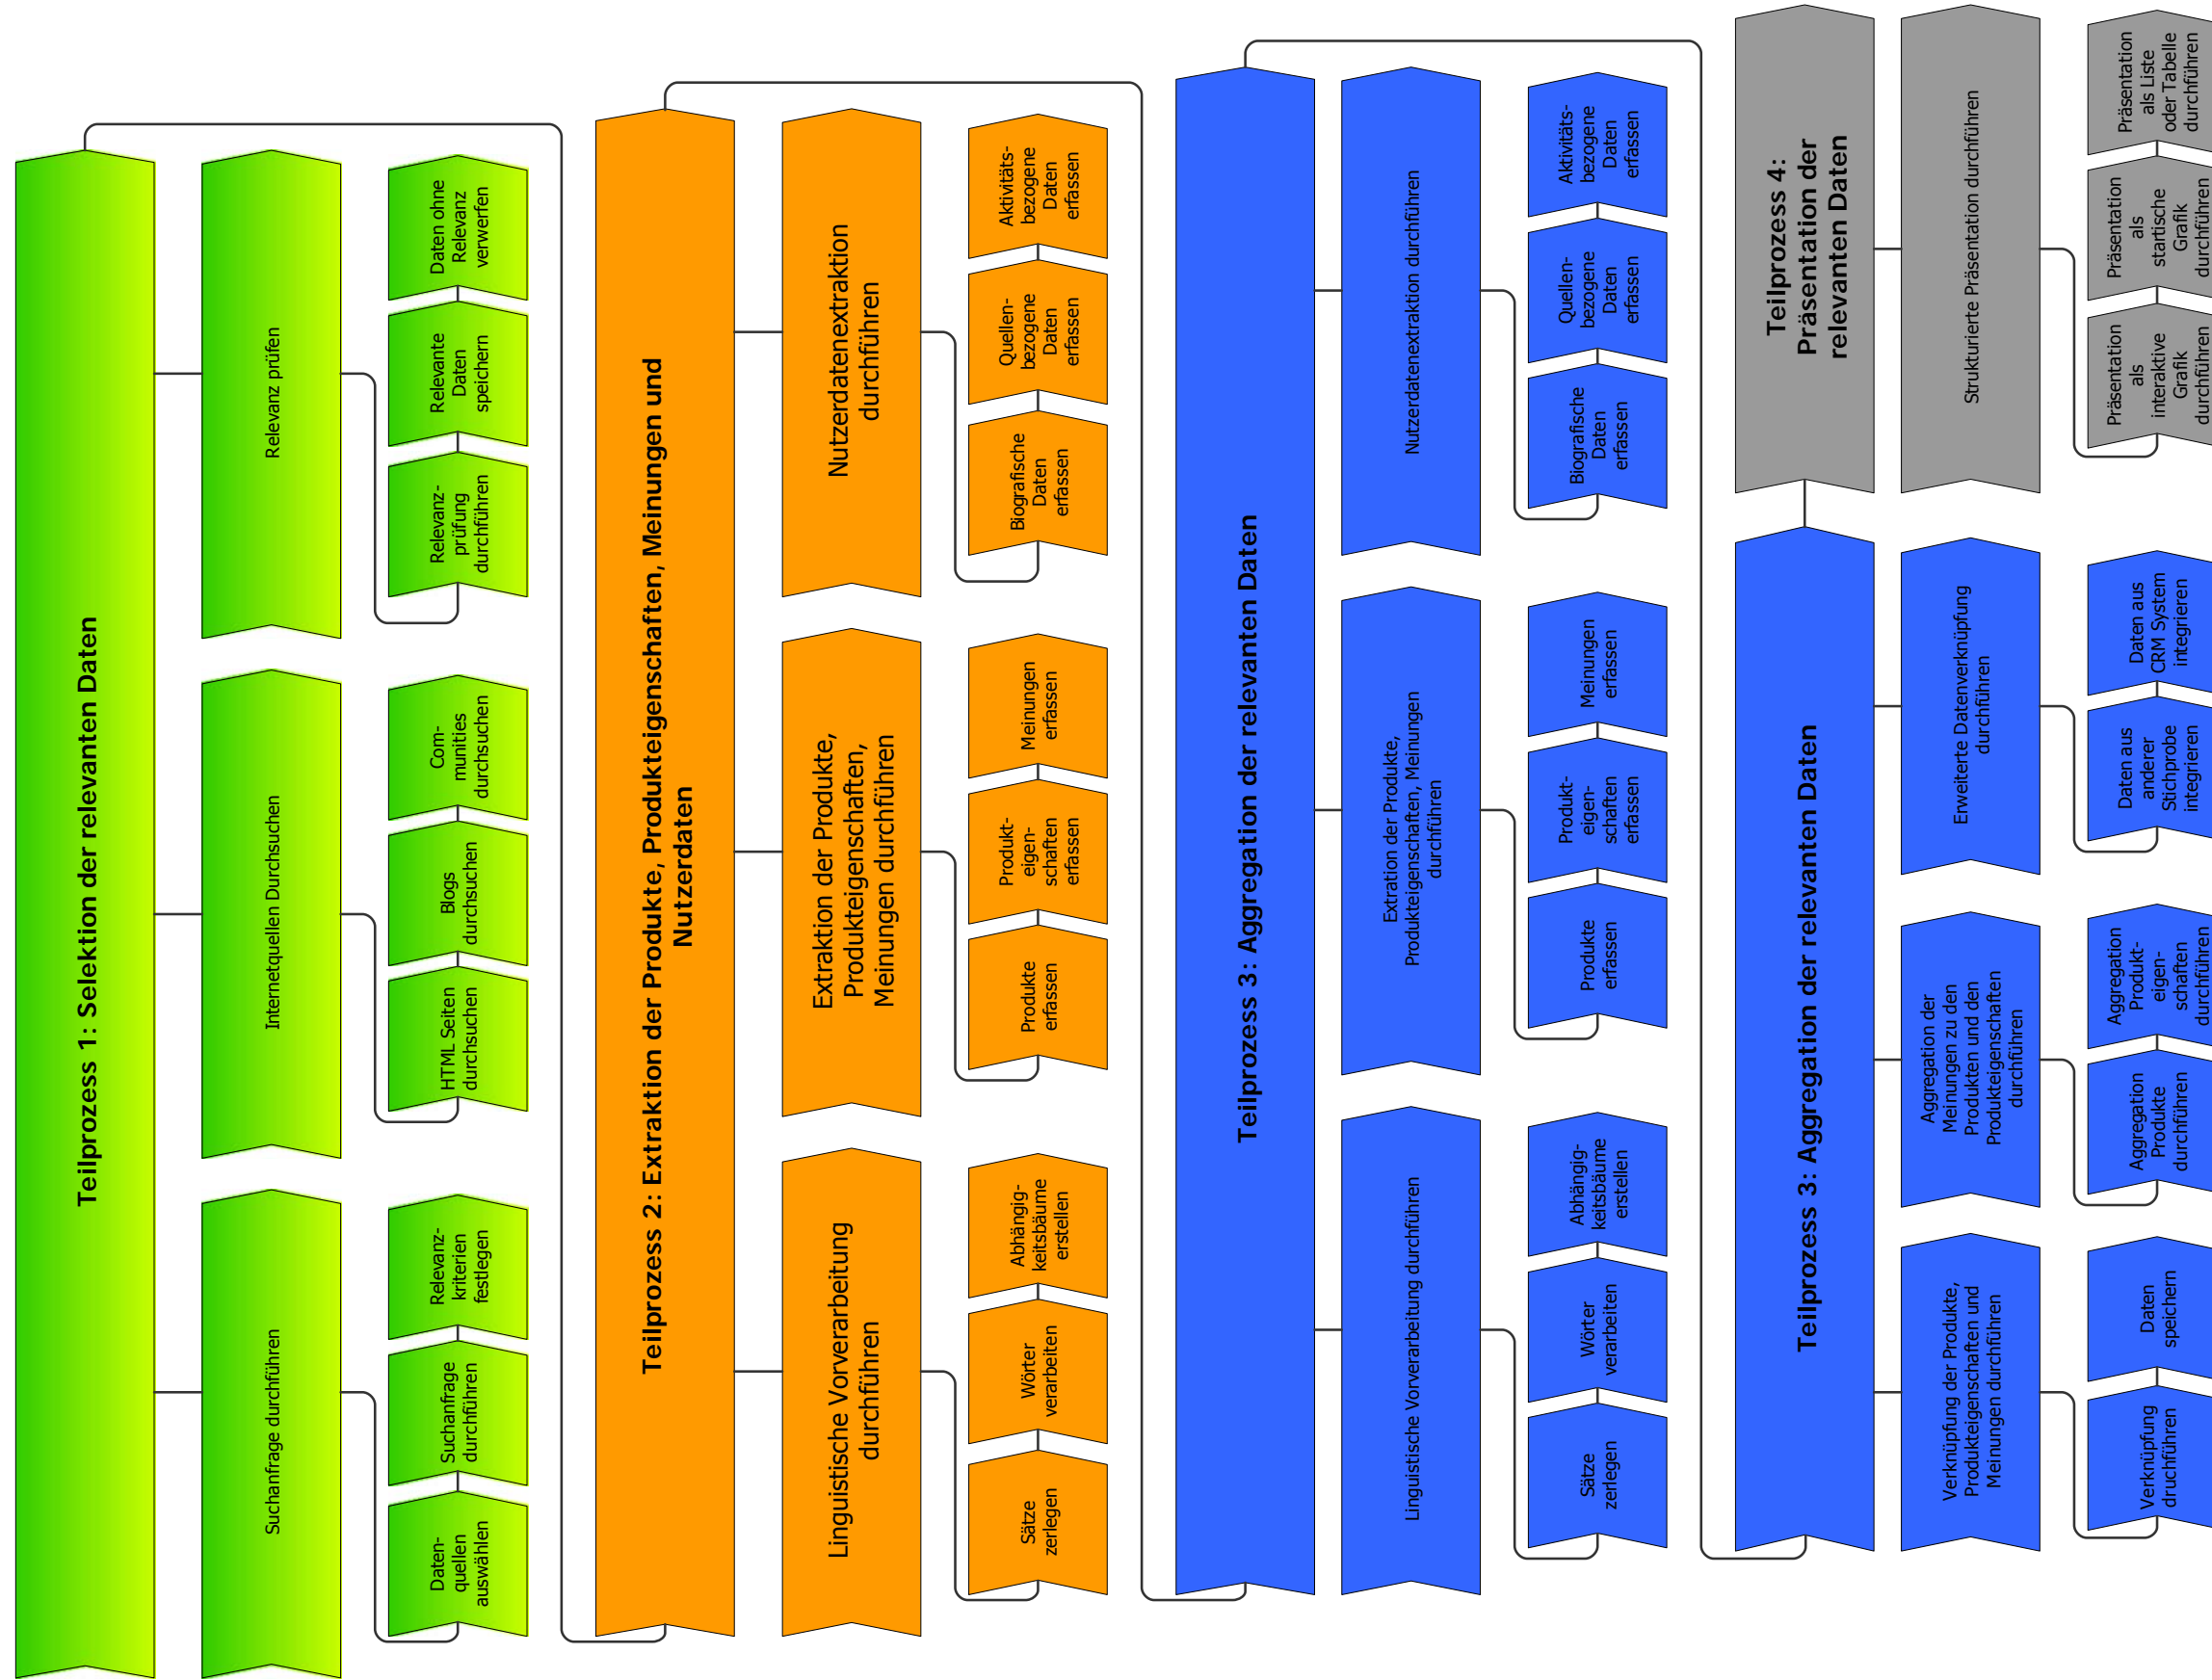 Teilprozess 1: Selektion der relevanten Daten
Suchanfrage durchführen
Daten-
quellen
auswählen
Suchanfrage
durchführen
Relevanz-
kriterien
festlegen
Internetquellen Durchsuchen
HTML Seiten
durchsuchen
Blogs
durchsuchen
Com-
munities
durchsuchen
Relevanz prüfen
Relevanz-
prüfung
durchführen
Relevante
Daten
speichern
Daten ohne
Relevanz
verwerfen
Teilprozess 2: Extraktion der Produkte, Produkteigenschaften, Meinungen und
Nutzerdaten
Linguistische Vorverarbeitung
durchführen
Sätze
zerlegen
Wörter
verarbeiten
Abhängig-
keitsbäume
erstellen
Extraktion der Produkte,
Produkteigenschaften,
Meinungen durchführen
Produkte
erfassen
Produkt-
eigen-
schaften
erfassen
Meinungen
erfassen
Nutzerdatenextraktion
durchführen
Biografische
Daten
erfassen
Quellen-
bezogene
Daten
erfassen
Aktivitäts-
bezogene
Daten
erfassen
Teilprozess 3: Aggregation der relevanten Daten
Linguistische Vorverarbeitung durchführen
Sätze
zerlegen
Wörter
verarbeiten
Abhängig-
keitsbäume
erstellen
Extration der Produkte,
Produkteigenschaften, Meinungen
durchführen
Produkte
erfassen
Produkt-
eigen-
schaften
erfassen
Meinungen
erfassen
Nutzerdatenextraktion durchführen
Biografische
Daten
erfassen
Quellen-
bezogene
Daten
erfassen
Aktivitäts-
bezogene
Daten
erfassen
Teilprozess 3: Aggregation der relevanten Daten
Verknüpfung der Produkte,
Produkteigenschaften und
Meinungen durchführen
Verknüpfung
druchführen
Daten
speichern
Aggregation der
Meinungen zu den
Produkten und den
Produkteigenschaften
durchführen
Aggregation
Produkte
durchführen
Aggregation
Produkt-
eigen-
schaften
durchführen
Erweiterte Datenverknüpfung
durchführen
Daten aus
anderer
Stichprobe
integrieren
Daten aus
CRM System
integrieren
Teilprozess 4:
Präsentation der
relevanten Daten
Strukturierte Präsentation durchführen
Präsentation
als
interaktive
Grafik
durchführen
Präsentation
als
startische
Grafik
durchführen
Präsentation
als Liste
oder Tabelle
durchführen